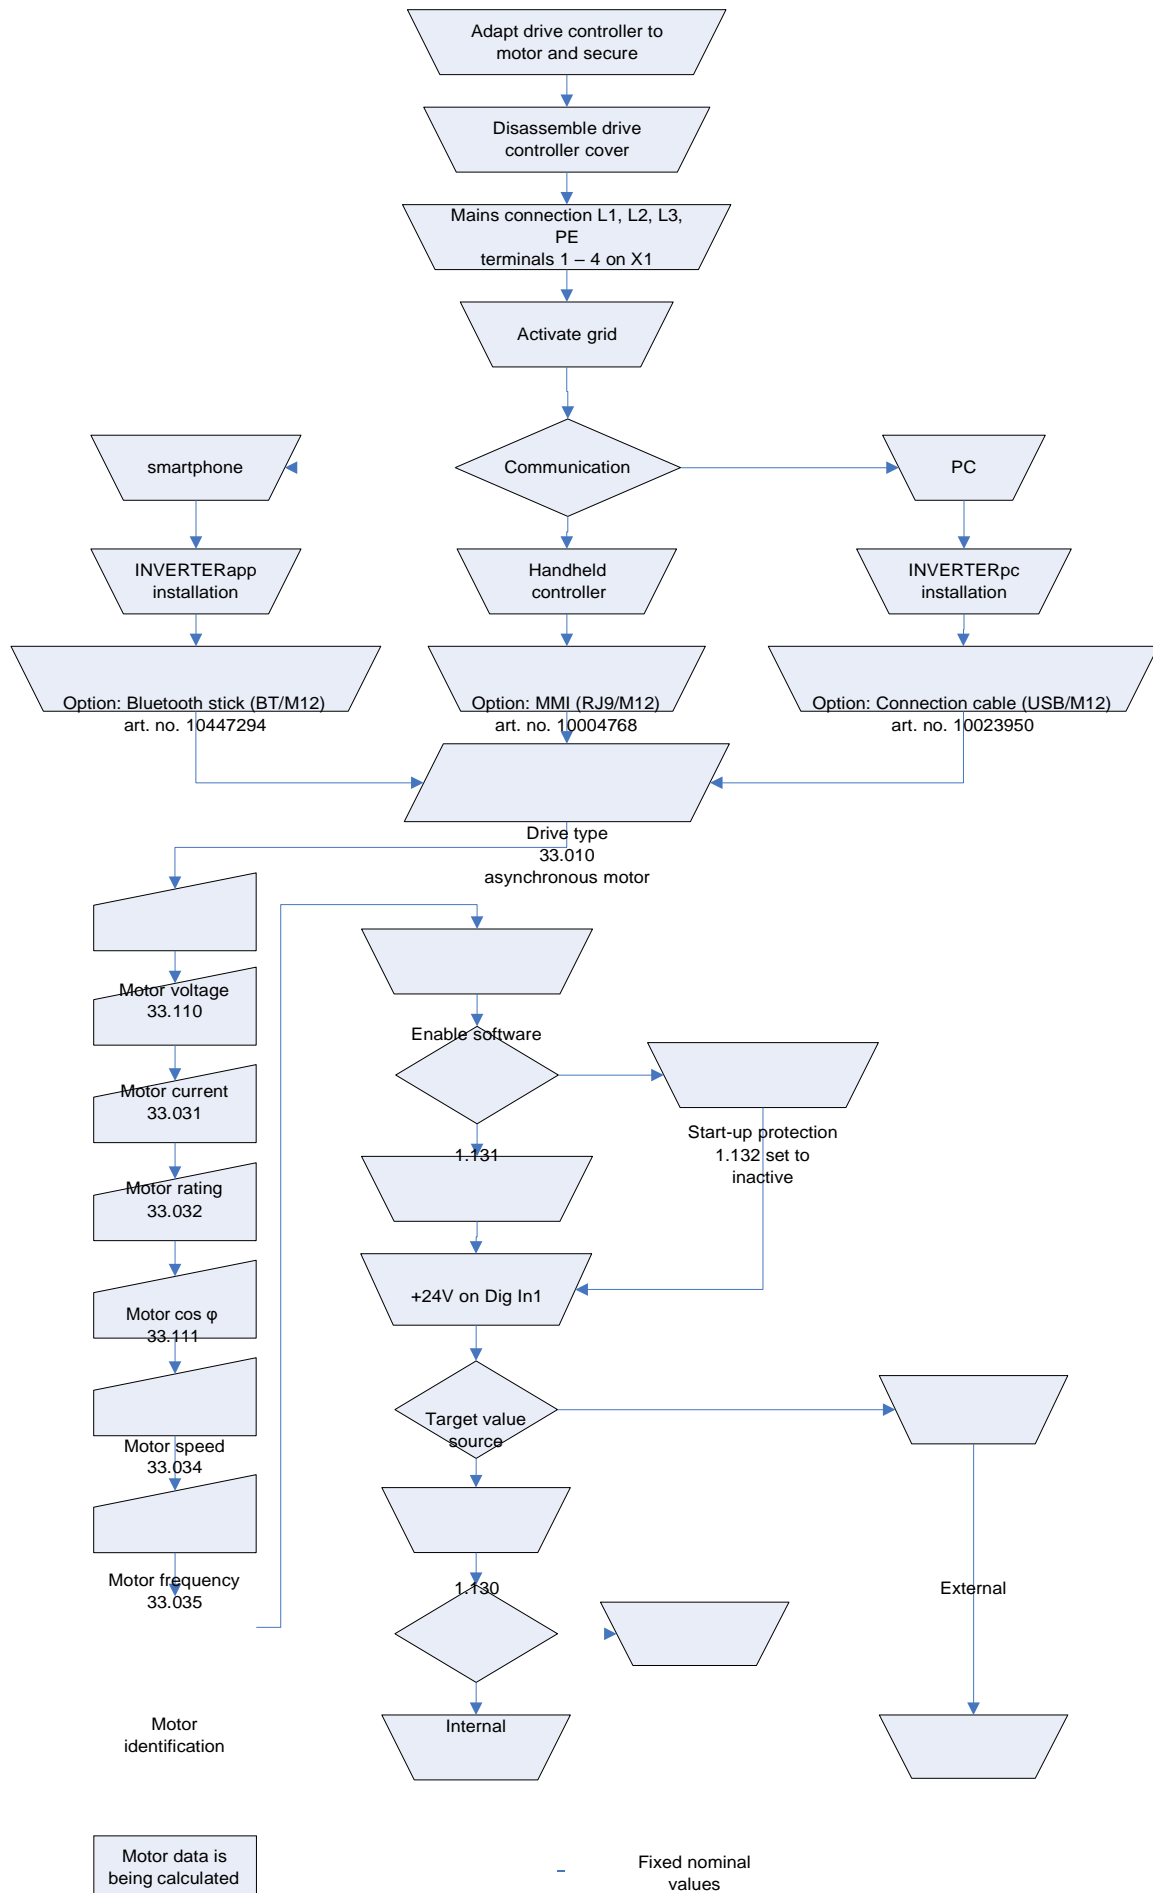 Adapt drive controller to
motor and secure
Disassemble drive
controller cover
Mains connection L1, L2, L3,
PE
terminals 1 – 4 on X1
Activate grid
smartphone
Communication
PC
INVERTERapp
installation
Handheld
controller
INVERTERpc
installation
Option: Bluetooth stick (BT/M12)
art. no. 10447294
Option: MMI (RJ9/M12)
art. no. 10004768
Option: Connection cable (USB/M12)
art. no. 10023950
Drive type
33.010
asynchronous motor
Motor voltage
33.110
Motor current
33.031
Motor rating
33.032
Motor cos φ
33.111
Motor speed
33.034
Motor frequency
33.035
Motor
identification
Motor data is
being calculated
Enable software
1.131
Start-up protection
1.132 set to
inactive
+24V on Dig In1
Target value
source
1.130
External
Internal
Fixed nominal
values